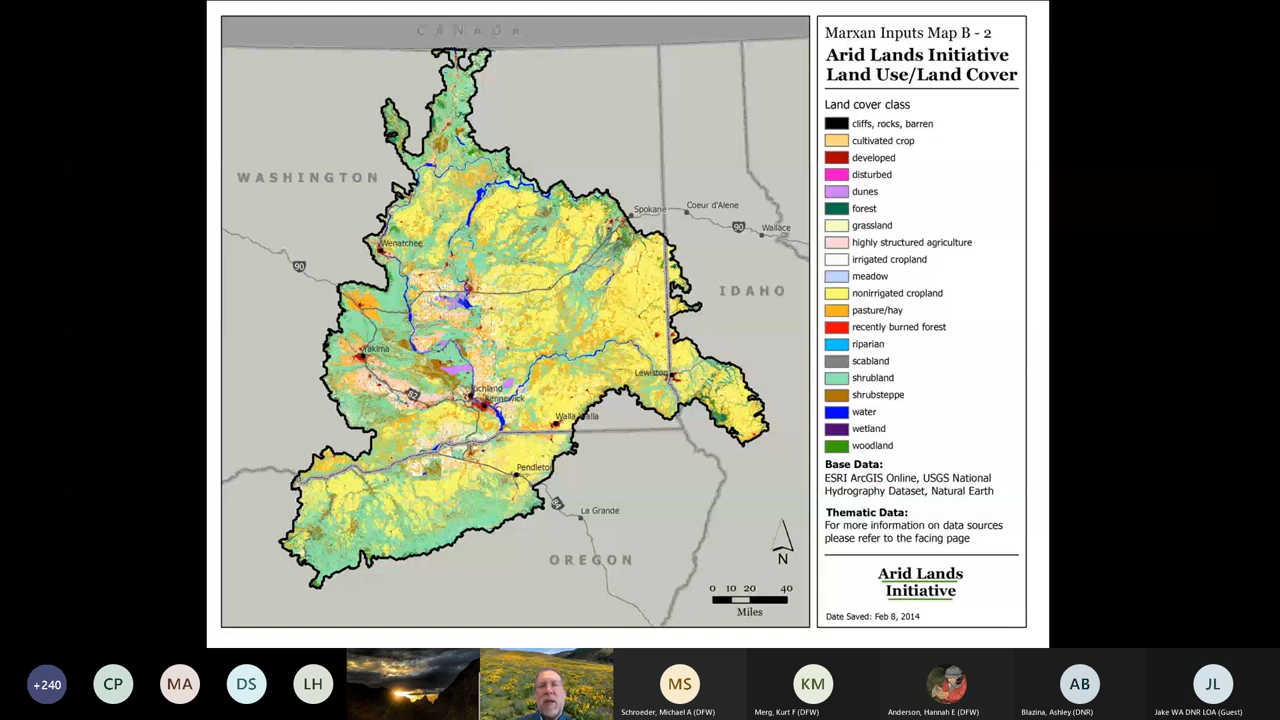 CANADA
WASHINGTON
Spokane
Coeur d'Alene
90
Wallace
Wenatchee
90
IDAHO
Yakima
Lewiston
82
Richland
Kennewick
Walla Walla
Pendleton
84
La Grande
OREGON
N
0 10 20 40
Miles
Marxan Inputs Map B - 2
Arid Lands Initiative
Land Use/Land Cover
Land cover class
cliffs, rocks, barren
cultivated crop
developed
disturbed
dunes
forest
grassland
highly structured agriculture
irrigated cropland
meadow
nonirrigated cropland
pasture/hay
recently burned forest
riparian
scabland
shrubland
shrubsteppe
water
wetland
woodland
Base Data:
ESRI ArcGIS Online, USGS National
Hydrography Dataset, Natural Earth
Thematic Data:
For more information on data sources
please refer to the facing page
Arid Lands
Initiative
Date Saved: Feb 8, 2014
+240
CP
MA
DS
LH
MS
Schroeder, Michael A (DFW)
KM
Merg, Kurt F (DFW)
Anderson, Hannah E (DFW)
AB
Blazina, Ashley (DNR)
JL
Jake WA DNR LOA (Guest)